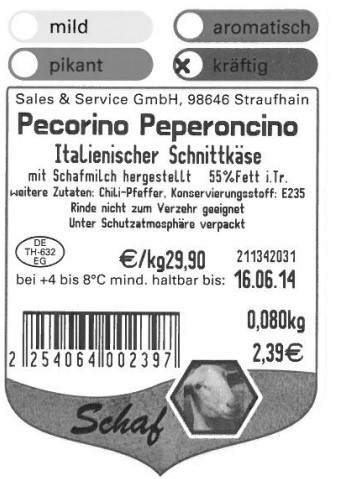 mild
aromatisch
pikant
kräftig
Sales & Service GmbH, 98646 Straufhain
Pecorino Peperoncino
Italienischer Schnittkäse
mit Schafmilch hergestellt 55%Fett i.Tr.
weitere Zutaten: Chili-Pfeffer, Konservierungsstoff: E235
Rinde nicht zum Verzehr geeignet
Unter Schutzatmosphäre verpackt
DE
TH-632
EG
€/kg29,90 211342031
bei +4 bis 8°C mind. haltbar bis: 16.06.14
0,080kg
2,39€
2 254064 002397
Schaf